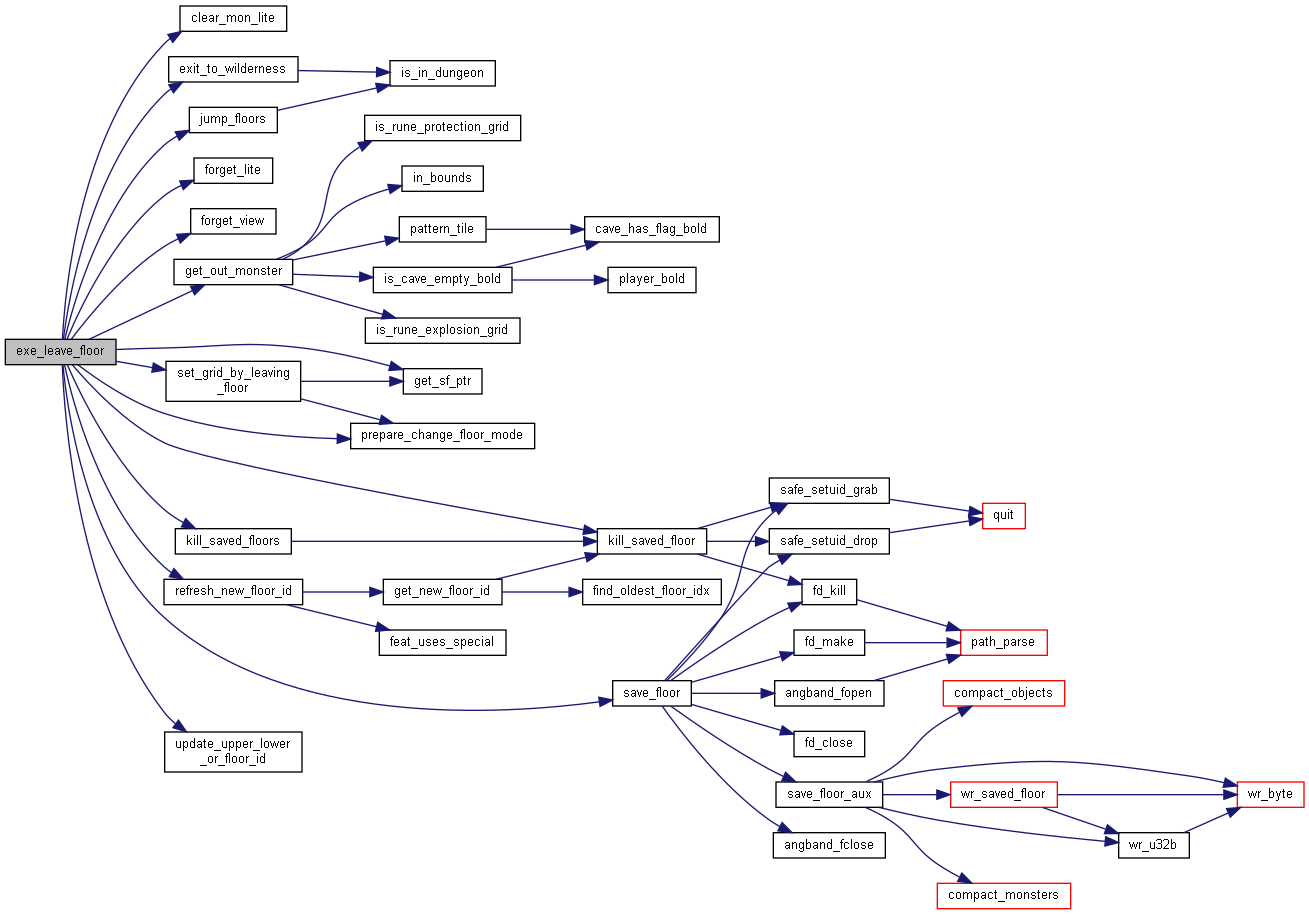 clear_mon_lite
exit_to_wilderness
is_in_dungeon
jump_floors
is_rune_protection_grid
forget_lite
in_bounds
forget_view
pattern_tile
cave_has_flag_bold
get_out_monster
is_cave_empty_bold
player_bold
is_rune_explosion_grid
exe_leave_floor
set_grid_by_leaving
_floor
get_sf_ptr
prepare_change_floor_mode
safe_setuid_grab
quit
kill_saved_floors
kill_saved_floor
safe_setuid_drop
refresh_new_floor_id
get_new_floor_id
find_oldest_floor_idx
fd_kill
feat_uses_special
fd_make
path_parse
save_floor
angband_fopen
compact_objects
update_upper_lower
_or_floor_id
fd_close
save_floor_aux
wr_saved_floor
wr_byte
angband_fclose
wr_u32b
compact_monsters